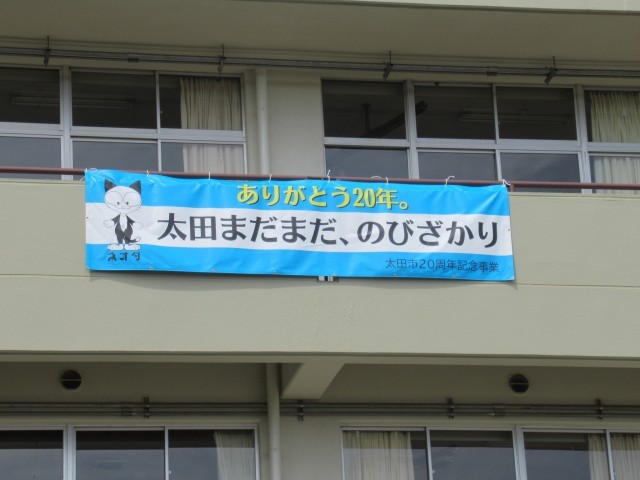 ありがとう20年。
太田まだまだ、のびざかり
太田市20周年記念事業